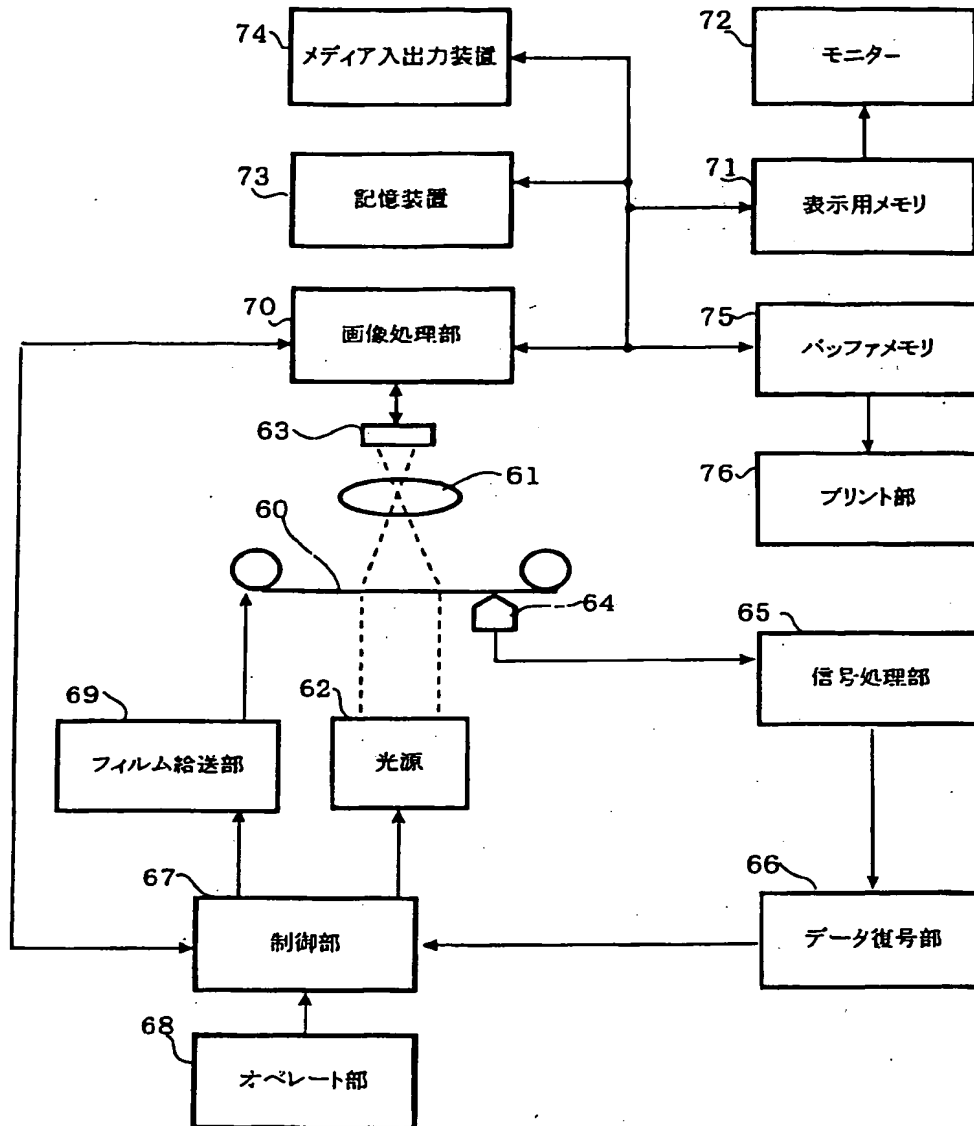 74
メディア入出力装置
72
モニター
73
記憶装置
71
表示用メモリ
70
画像処理部
75
バッファメモリ
63
61
76
プリント部
60
64
65
信号処理部
69
フィルム給送部
62
光源
67
制御部
66
データ復号部
68
オペレート部